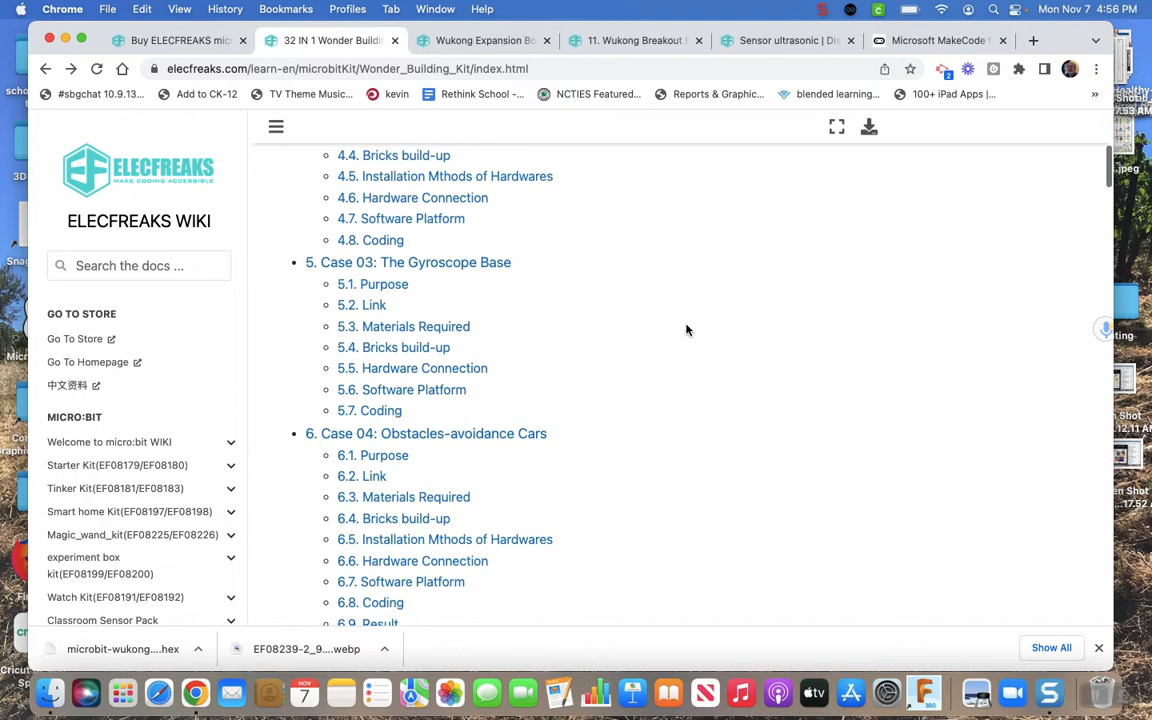 Chrome File Edit View History Bookmarks Profiles Tab Window Help Mon Nov 7 4:56 PM
Buy ELECFREAKS mic
32 IN 1 Wonder Buildin
Wukong Expansion Bo
11. Wukong Breakout B
Sensor ultrasonic | Dis
Microsoft MakeCode f
elecfreaks.com/learn-en/microbitKit/Wonder_Building_Kit/index.html
2
#sbgchat 10.9.13...
Add to CK-12
TV Theme Music...
kevin
Rethink School -...
NCTIES Featured...
Reports & Graphic...
blended learning...
100+ iPad Apps |...
»
ELECFREAKS
MAKE CODING ACCESSIBLE
ELECFREAKS WIKI
Search the docs ...
GO TO STORE
Go To Store
Go To Homepage
中文资料
MICRO:BIT
Welcome to micro:bit WIKI
Starter Kit(EF08179/EF08180)
Tinker Kit(EF08181/EF08183)
Smart home Kit(EF08197/EF08198)
Magic_wand_kit(EF08225/EF08226)
experiment box
kit(EF08199/EF08200)
Watch Kit(EF08191/EF08192)
Classroom Sensor Pack
4.4. Bricks build-up
4.5. Installation Mthods of Hardwares
4.6. Hardware Connection
4.7. Software Platform
4.8. Coding
5. Case 03: The Gyroscope Base
5.1. Purpose
5.2. Link
5.3. Materials Required
5.4. Bricks build-up
5.5. Hardware Connection
5.6. Software Platform
5.7. Coding
6. Case 04: Obstacles-avoidance Cars
6.1. Purpose
6.2. Link
6.3. Materials Required
6.4. Bricks build-up
6.5. Installation Mthods of Hardwares
6.6. Hardware Connection
6.7. Software Platform
6.8. Coding
6.9. Result
microbit-wukong....hex
EF08239-2_9....webp
Show All
NOV
7
tv
360